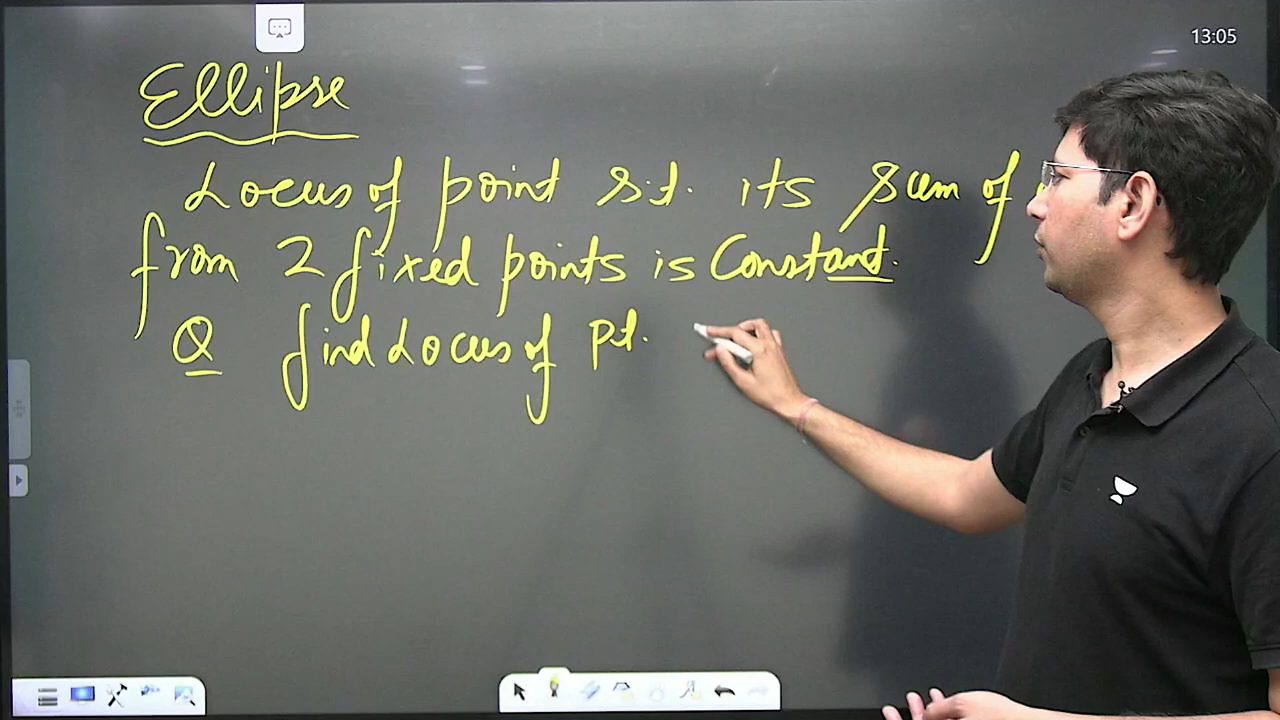 13:05
Ellipse
Locus of point s.t. its sum of
from 2 fixed points is Constant.
Q find Locus of pt.